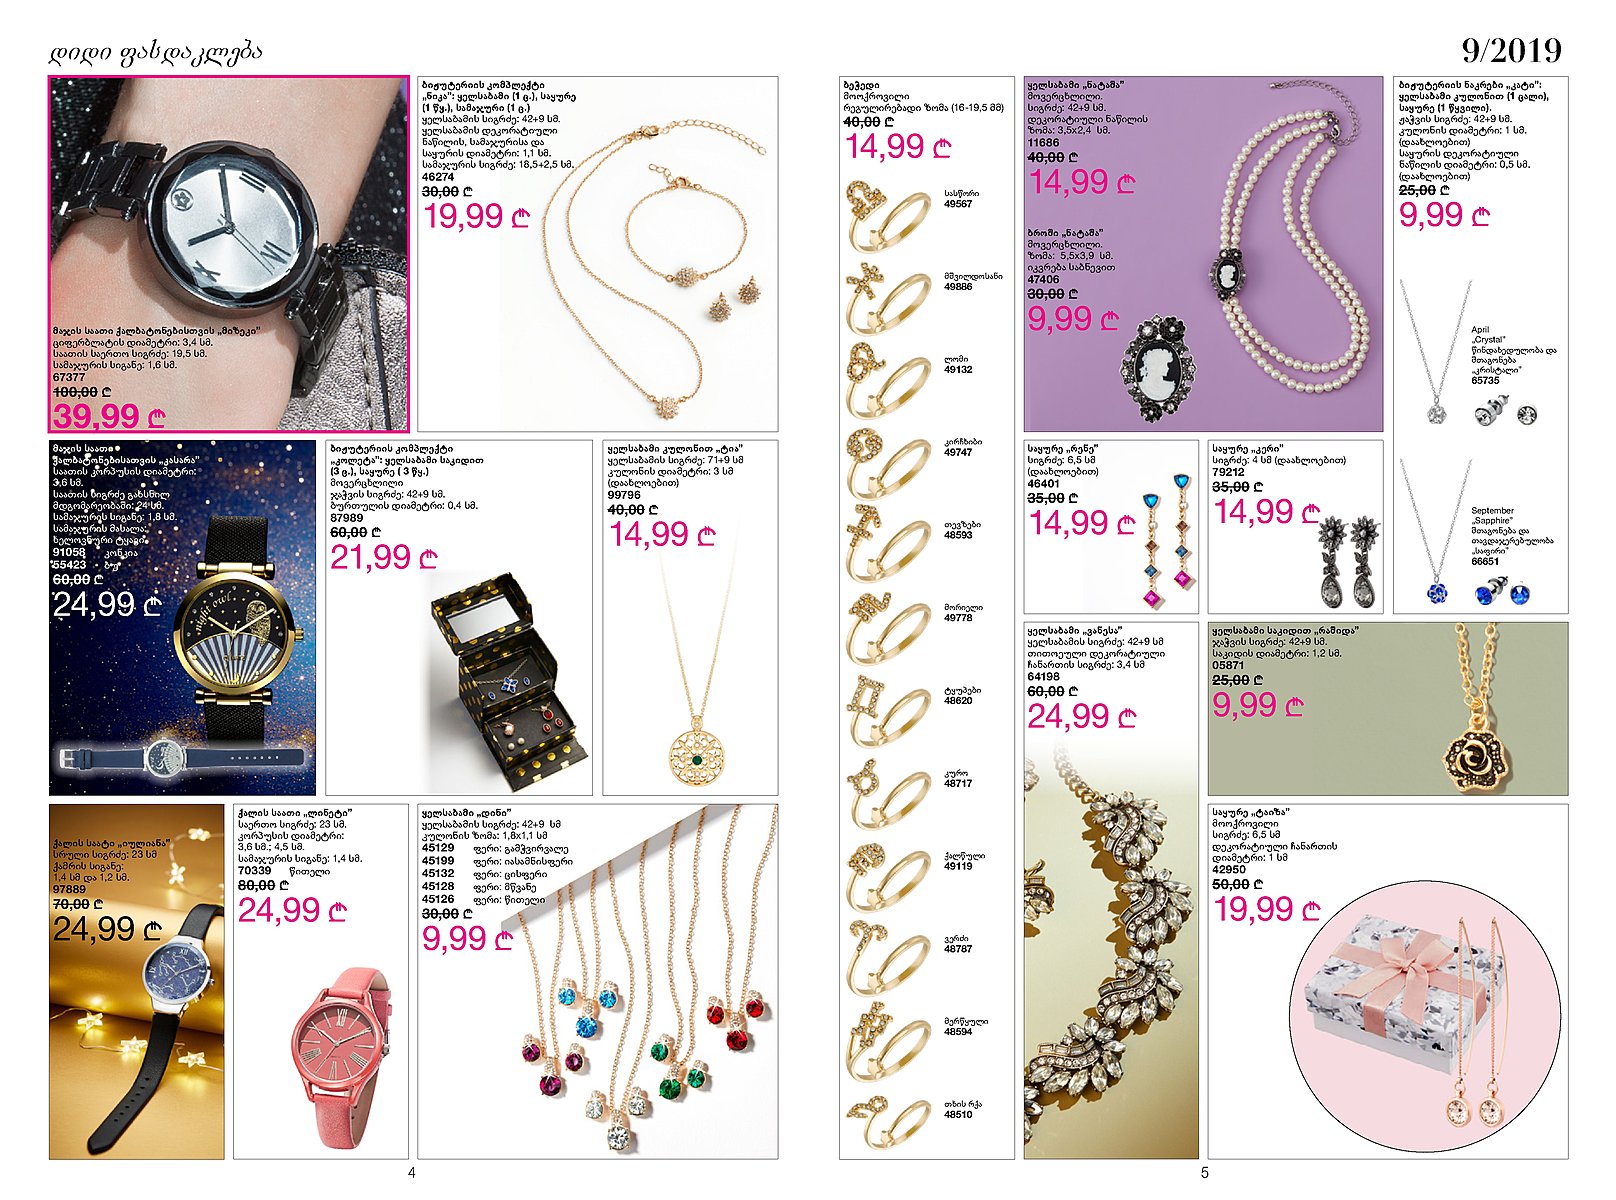 დიდი ფასდაკლება
9/2019
მაჯის საათი ქალბატონებისთვის „მიზეკი”
ციფერბლატის დიამეტრი: 3,4 სმ.
საათის საერთო სიგრძე: 19,5 სმ.
სამაჯურის სიგანე: 1,6 სმ.
67377
100,00 ₾
39,99 ₾
ბიჟუტერიის კომპლექტი
„ნიკა”: ყელსაბამი (1 ც.), საყურე
(1 წყ.), სამაჯური (1 ც.)
ყელსაბამის სიგრძე: 42+9 სმ.
ყელსაბამის დეკორატიული
ნაწილის, სამაჯურისა და
საყურის დიამეტრი: 1,1 სმ.
სამაჯურის სიგრძე: 18,5+2,5 სმ.
46274
30,00 ₾
19,99 ₾
მაჯის საათი
ქალბატონებისათვის „კასარა”
საათის კორპუსის დიამეტრი:
3,6 სმ.
საათის სიგრძე გახსნილ
მდგომარეობაში: 24 სმ.
სამაჯურის სიგანე: 1,8 სმ.
სამაჯურის მასალა:
ხელოვნური ტყავი
91058 კონკია
55423 ბუ
60,00 ₾
24,99 ₾
night owl
ბიჟუტერიის კომპლექტი
„კოლეტა”: ყელსაბამი საკიდით
(3 ც.), საყურე ( 3 წყ.)
მოვერცხლილი
ჯაჭვის სიგრძე: 42+9 სმ.
ბურთულის დიამეტრი: 0,4 სმ.
87989
60,00 ₾
21,99 ₾
ყელსაბამი კულონით „ტია”
ყელსაბამის სიგრძე: 71+9 სმ
კულონის დიამეტრი: 3 სმ
(დაახლოებით)
99796
40,00 ₾
14,99 ₾
ქალის საატი „იულიანა”
სრული სიგრძე: 23 სმ
ქამრის სიგანე:
1,4 სმ და 1,2 სმ.
97889
70,00 ₾
24,99 ₾
ქალის საათი „ლინეტი”
საერთო სიგრძე: 23 სმ.
კორპუსის დიამეტრი:
3,6 სმ.; 4,5 სმ.
სამაჯურის სიგანე: 1,4 სმ.
70339 წითელი
80,00 ₾
24,99 ₾
ყელსაბამი „დინი”
ყელსაბამის სიგრძე: 42+9 სმ
კულონის ზომა: 1,8x1,1 სმ
45129 ფერი: გამჭვირვალე
45199 ფერი: იასამნისფერი
45132 ფერი: ცისფერი
45128 ფერი: მწვანე
45126 ფერი: წითელი
30,00 ₾
9,99 ₾
4
ბეჭედი
მოოქროვილი
რეგულირებადი ზომა (16-19,5 მმ)
40,00 ₾
14,99 ₾
სასწორი
49567
მშვილდოსანი
49886
ლომი
49132
კირჩხიბი
49747
თევზები
48593
მორიელი
49778
ტყუპები
48620
კურო
48717
ქალწული
49119
ვერძი
48787
მერწყული
48594
თხის რქა
48510
ყელსაბამი „ნატაშა”
მოვერცხლილი.
სიგრძე: 42+9 სმ.
დეკორატიული ნაწილის
ზომა: 3,5x2,4 სმ.
11686
40,00 ₾
14,99 ₾
ბროში „ნატაშა”
მოვერცხლილი.
ზომა: 5,5x3,9 სმ.
იკვრება საბნევით
47406
30,00 ₾
9,99 ₾
ბიჟუტერიის ნაკრები „კატი”:
ყელსაბამი კულონით (1 ცალი),
საყურე (1 წყვილი).
ჯაჭვის სიგრძე: 42+9 სმ.
კულონის დიამეტრი: 1 სმ.
(დაახლოებით)
საყურის დეკორატიული
ნაწილის დიამეტრი: 0,5 სმ.
(დაახლოებით)
25,00 ₾
9,99 ₾
April
„Crystal”
წინდახედულობა და
შთაგონება
„კრისტალი”
65735
September
„Sapphire”
შთაგონება და
თავდაჯერებულობა
„საფირი”
66651
საყურე „რენე”
სიგრძე: 6,5 სმ
(დაახლოებით)
46401
35,00 ₾
14,99 ₾
საყურე „კერი”
სიგრძე: 4 სმ (დაახლოებით)
79212
35,00 ₾
14,99 ₾
ყელსაბამი „ვანესა”
ყელსაბამის სიგრძე: 42+9 სმ
თითოეული დეკორატიული
ჩანართის სიგრძე: 3,4 სმ
64198
60,00 ₾
24,99 ₾
ყელსაბამი საკიდით „რაშიდა”
ჯაჭვის სიგრძე: 42+9 სმ.
საკიდის დიამეტრი: 1,2 სმ.
05871
25,00 ₾
9,99 ₾
საყურე „ტაიზა”
მოოქროვილი
სიგრძე: 6,5 სმ
დეკორატიული ჩანართის
დიამეტრი: 1 სმ
42950
50,00 ₾
19,99 ₾
5